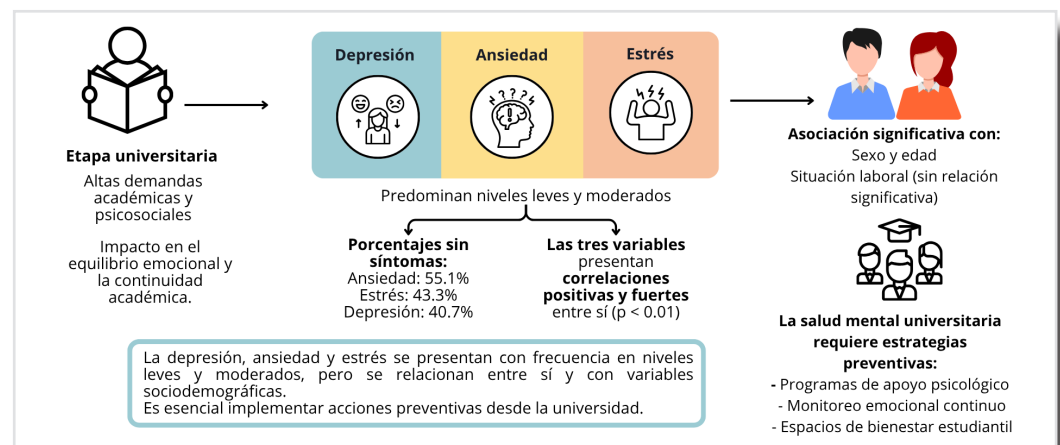 Etapa universitaria
Altas demandas
académicas y
psicosociales
Impacto en el
equilibrio emocional y
la continuidad
académica.
Depresión
Ansiedad
Estrés
? ? ? ?
!
Predominan niveles leves y moderados
Porcentajes sin
síntomas:
Ansiedad: 55.1%
Estrés: 43.3%
Depresión: 40.7%
Las tres variables
presentan
correlaciones
positivas y fuertes
entre sí (p < 0.01)
La depresión, ansiedad y estrés se presentan con frecuencia en niveles
leves y moderados, pero se relacionan entre sí y con variables
sociodemográficas.
Es esencial implementar acciones preventivas desde la universidad.
Asociación significativa con:
Sexo y edad
Situación laboral (sin relación
significativa)
La salud mental universitaria
requiere estrategias
preventivas:
- Programas de apoyo psicológico
- Monitoreo emocional continuo
- Espacios de bienestar estudiantil